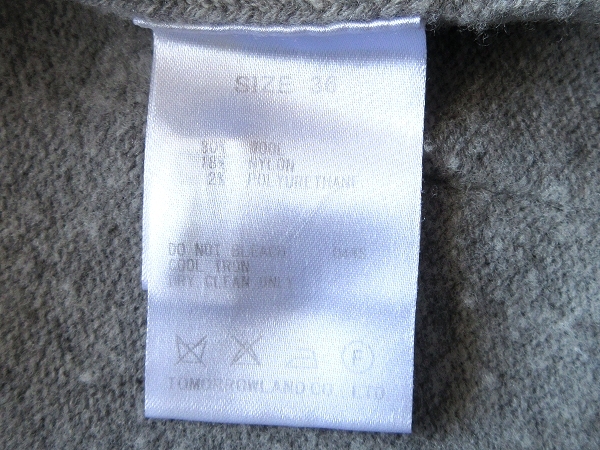 SIZE 36
80% WOOL
18% NYLON
2% POLYURETHANE
DO NOT BLEACH
COOL IRON
DRY CLEAN ONLY
F
TOMORROWLAND CO., LTD